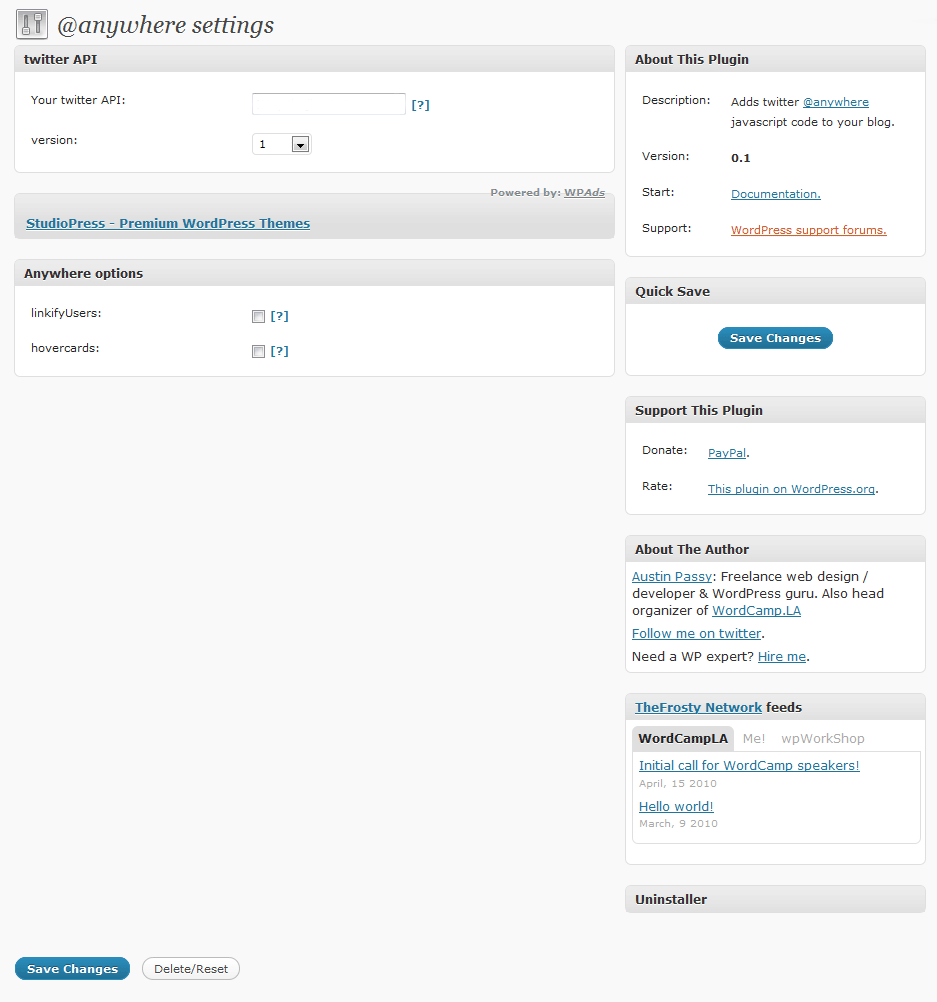 @anywhere settings
twitter API
Your twitter API:
[?]
version:
1
Powered by: WPAds
StudioPress - Premium WordPress Themes
Anywhere options
linkifyUsers:
[?]
hovercards:
[?]
About This Plugin
Description:
Adds twitter @anywhere
javascript code to your blog.
Version:
0.1
Start:
Documentation.
Support:
WordPress support forums.
Quick Save
Save Changes
Support This Plugin
Donate:
PayPal.
Rate:
This plugin on WordPress.org.
About The Author
Austin Passy: Freelance web design /
developer & WordPress guru. Also head
organizer of WordCamp.LA
Follow me on twitter.
Need a WP expert? Hire me.
TheFrosty Network feeds
WordCampLA Me! wpWorkShop
Initial call for WordCamp speakers!
April, 15 2010
Hello world!
March, 9 2010
Uninstaller
Save Changes
Delete/Reset